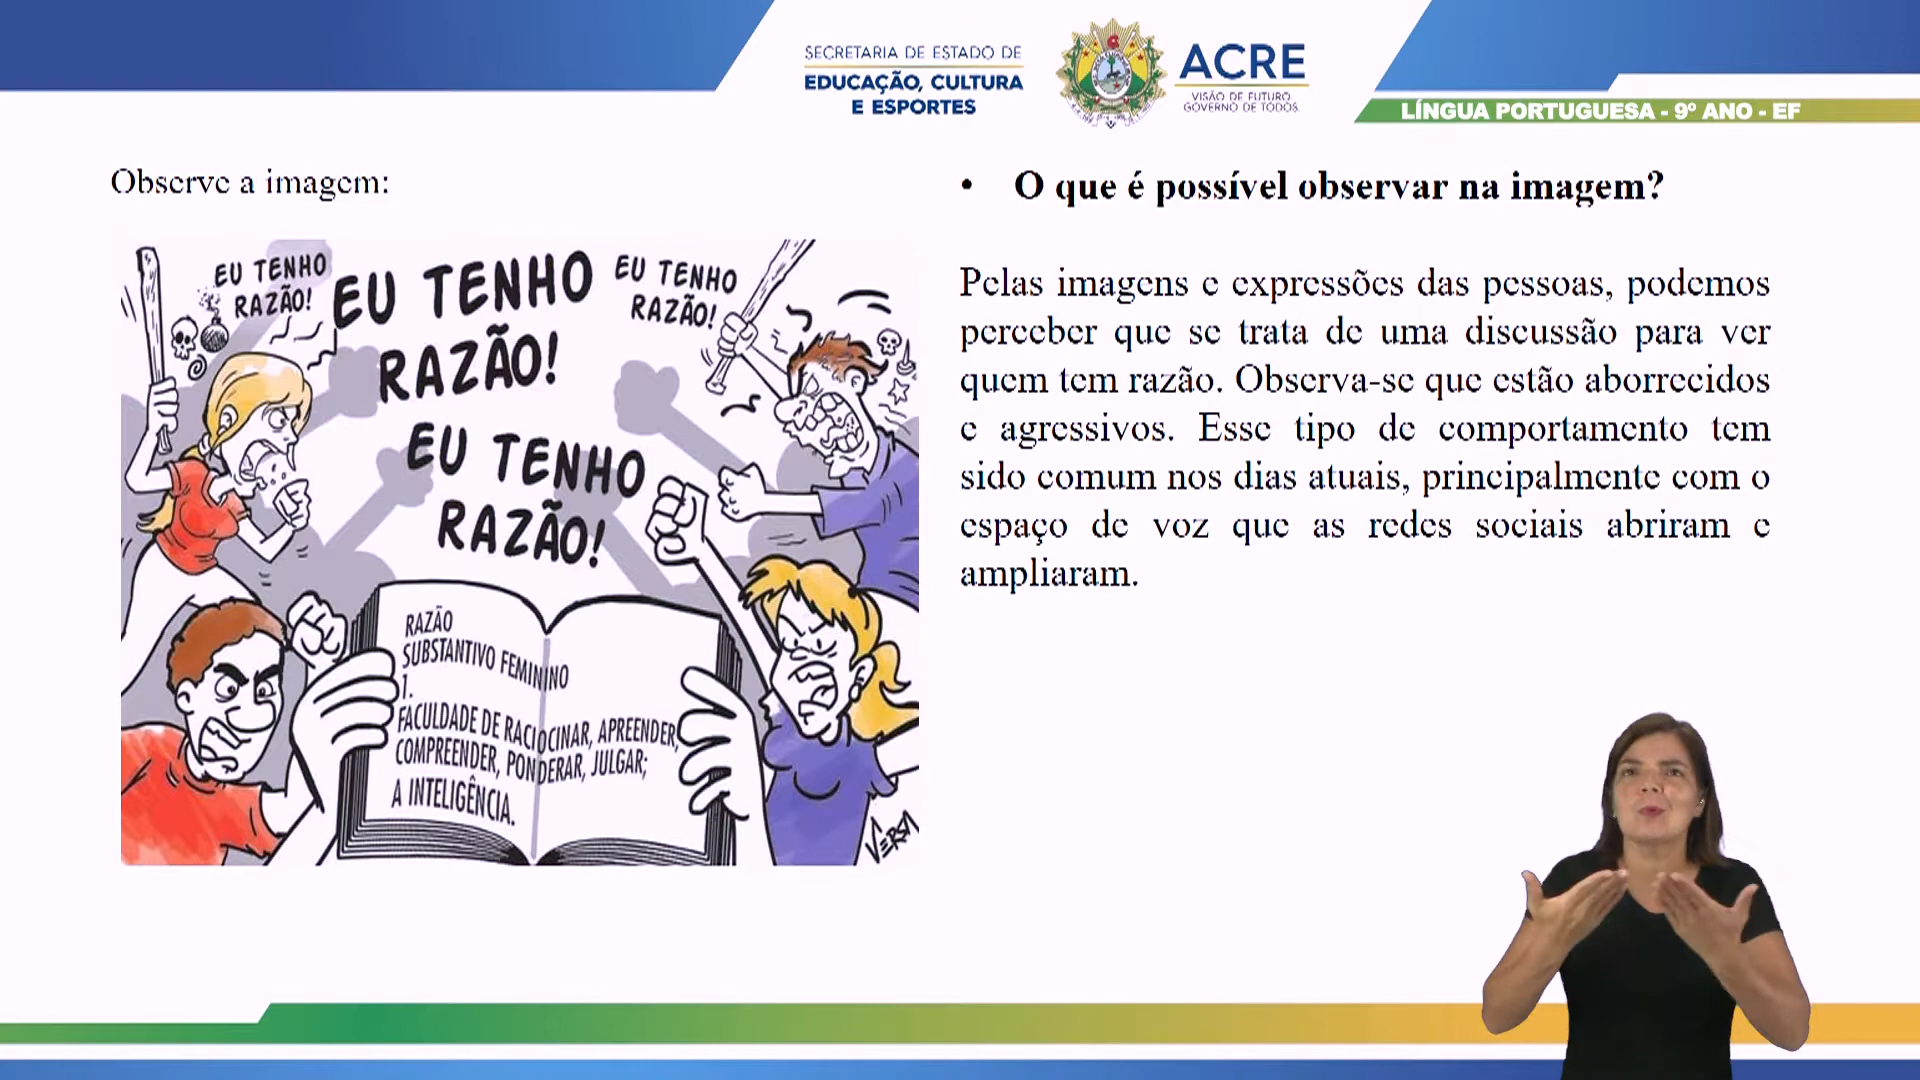 SECRETARIA DE ESTADO DE
EDUCAÇÃO, CULTURA
E ESPORTES
ACRE
VISÃO DE FUTURO
GOVERNO DE TODOS
LÍNGUA PORTUGUESA - 9º ANO - EF
Observe a imagem:
EU TENHO
RAZÃO!
EU TENHO
RAZÃO!
EU TENHO
RAZÃO!
EU TENHO
RAZÃO!
RAZÃO
SUBSTANTIVO FEMININO
1.
FACULDADE DE RACIOCINAR, APREENDER,
COMPREENDER, PONDERAR, JULGAR;
A INTELIGÊNCIA.
VERSA
• O que é possível observar na imagem?
Pelas imagens e expressões das pessoas, podemos
perceber que se trata de uma discussão para ver
quem tem razão. Observa-se que estão aborrecidos
e agressivos. Esse tipo de comportamento tem
sido comum nos dias atuais, principalmente com o
espaço de voz que as redes sociais abriram e
ampliaram.